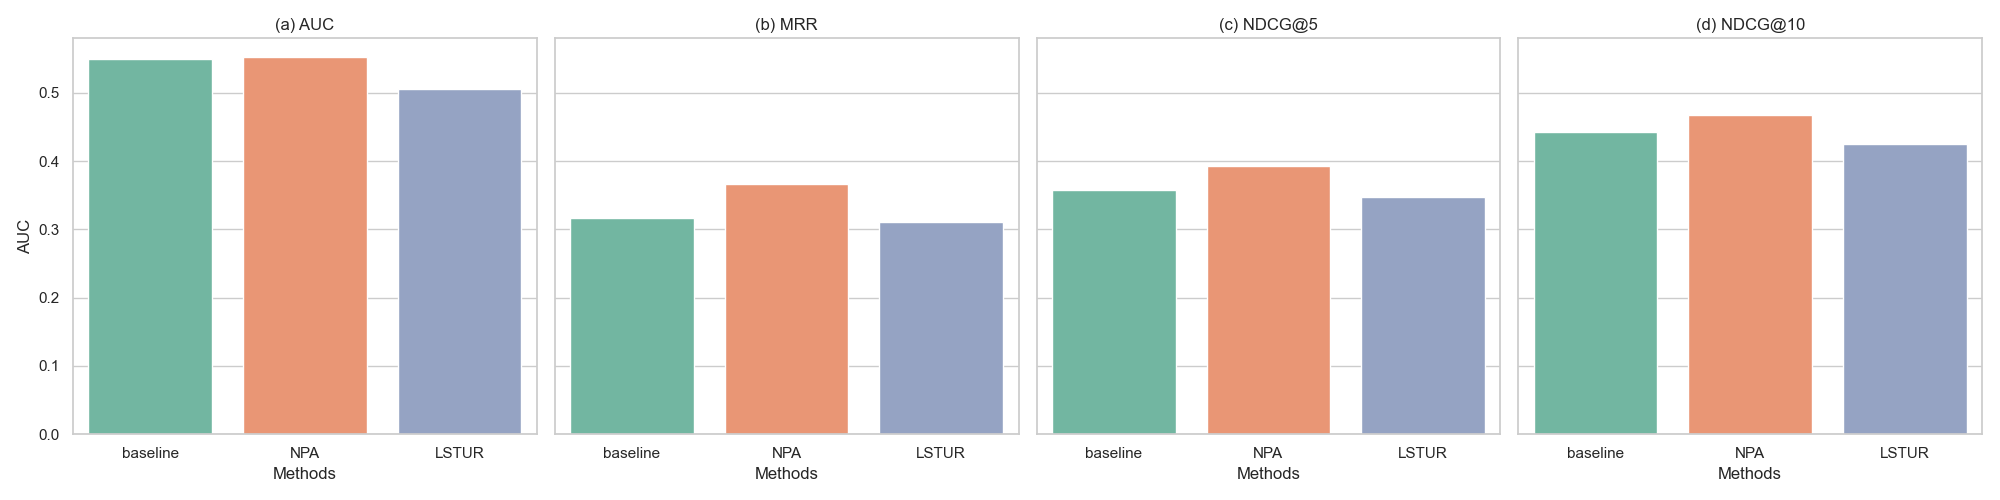 (a) AUC
(b) MRR
(c) NDCG@5
(d) NDCG@10
AUC
0.5
0.4
0.3
0.2
0.1
0.0
baseline NPA LSTUR
Methods
baseline NPA LSTUR
Methods
baseline NPA LSTUR
Methods
baseline NPA LSTUR
Methods